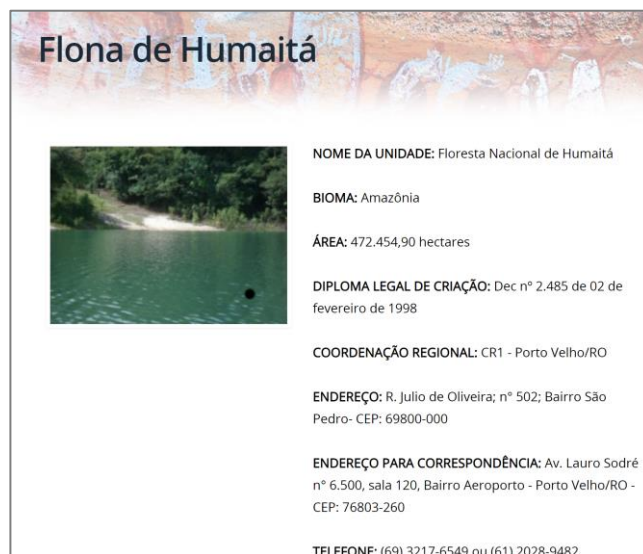 Flona de Humaitá
NOME DA UNIDADE: Floresta Nacional de Humaitá
BIOMA: Amazônia
ÁREA: 472.454,90 hectares
DIPLOMA LEGAL DE CRIAÇÃO: Dec nº 2.485 de 02 de
fevereiro de 1998
COORDENAÇÃO REGIONAL: CR1 - Porto Velho/RO
ENDEREÇO: R. Julio de Oliveira; n° 502; Bairro São
Pedro- CEP: 69800-000
ENDEREÇO PARA CORRESPONDÊNCIA: Av. Lauro Sodré
n° 6.500, sala 120, Bairro Aeroporto - Porto Velho/RO -
CEP: 76803-260
TELEFONE: (69) 3217-6549 ou (61) 2028-9482